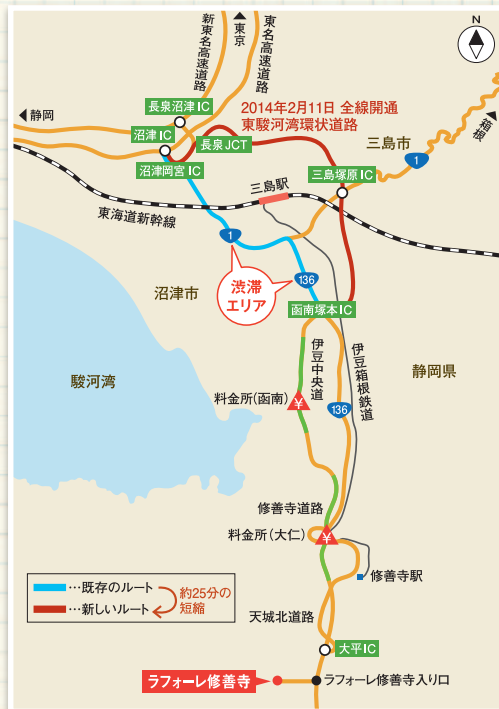 N
新東名高速道路
東京
東名高速道路
静岡
長泉沼津IC
沼津IC
2014年2月11日 全線開通
東駿河湾環状道路
長泉JCT
沼津岡宮IC
三島市
箱根
1
三島塚原IC
三島駅
東海道新幹線
1
渋滞
エリア
136
沼津市
函南塚本IC
駿河湾
伊豆中央道
伊豆箱根鉄道
静岡県
料金所(函南)
¥
136
修善寺道路
料金所(大仁)
¥
修善寺駅
…既存のルート
…新しいルート
約25分の
短縮
天城北道路
大平IC
ラフォーレ修善寺
ラフォーレ修善寺入り口